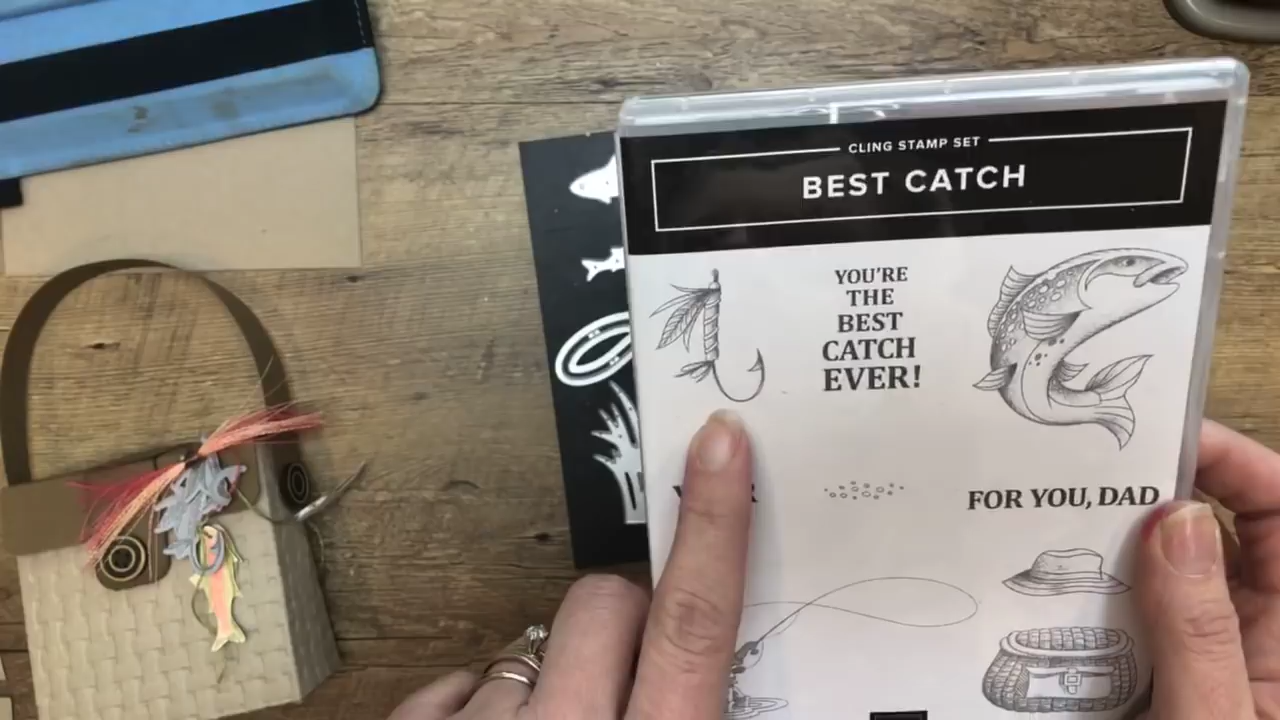 CLING STAMP SET
BEST CATCH
YOU'RE
THE
BEST
CATCH
EVER!
FOR YOU, DAD